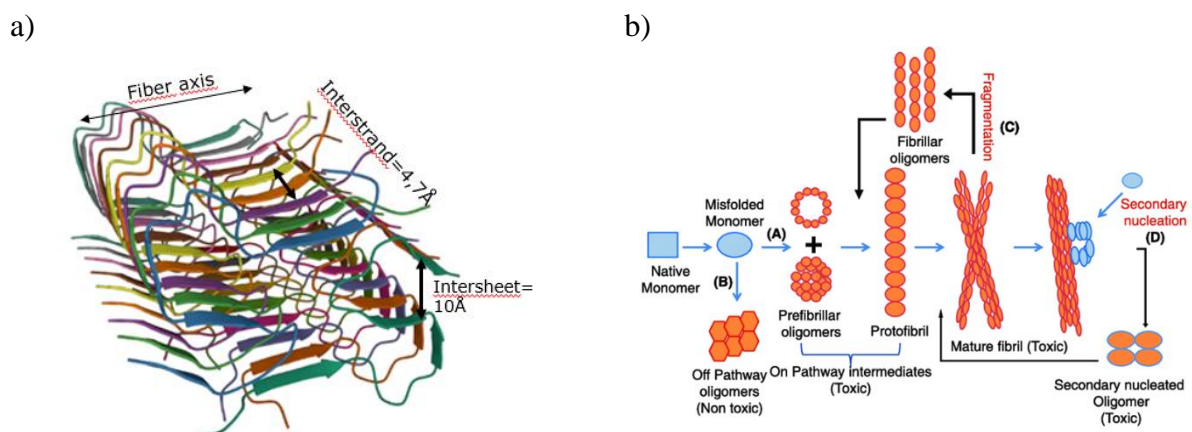 a)
Fiber axis
Interstrand=4,7Å
Intersheet=
10Å
b)
Fragmentation
(C)
Fibrillar
oligomers
Misfolded
Monomer
(A)
+
Secondary
nucleation
(D)
Native
Monomer
(B)
Prefibrillar
oligomers
Protofibril
Mature fibril (Toxic)
Off Pathway
oligomers
(Non toxic)
On Pathway intermediates
(Toxic)
Secondary nucleated
Oligomer
(Toxic)